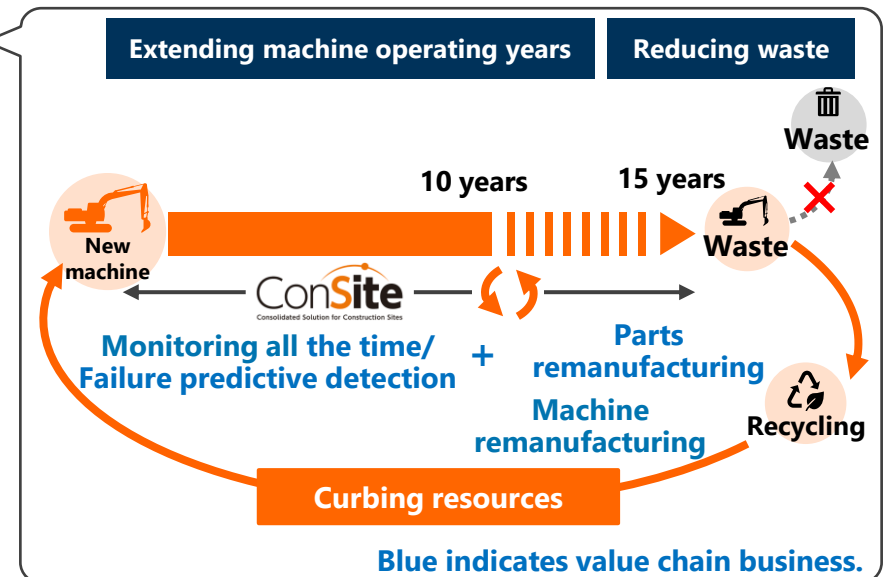 Extending machine operating years
Reducing waste
Waste
10 years
15 years
New
machine
Waste
ConSite
Consolidated Solution for Construction Sites
Monitoring all the time/
Failure predictive detection
+
Parts
remanufacturing
Machine
remanufacturing
Recycling
Curbing resources
Blue indicates value chain business.